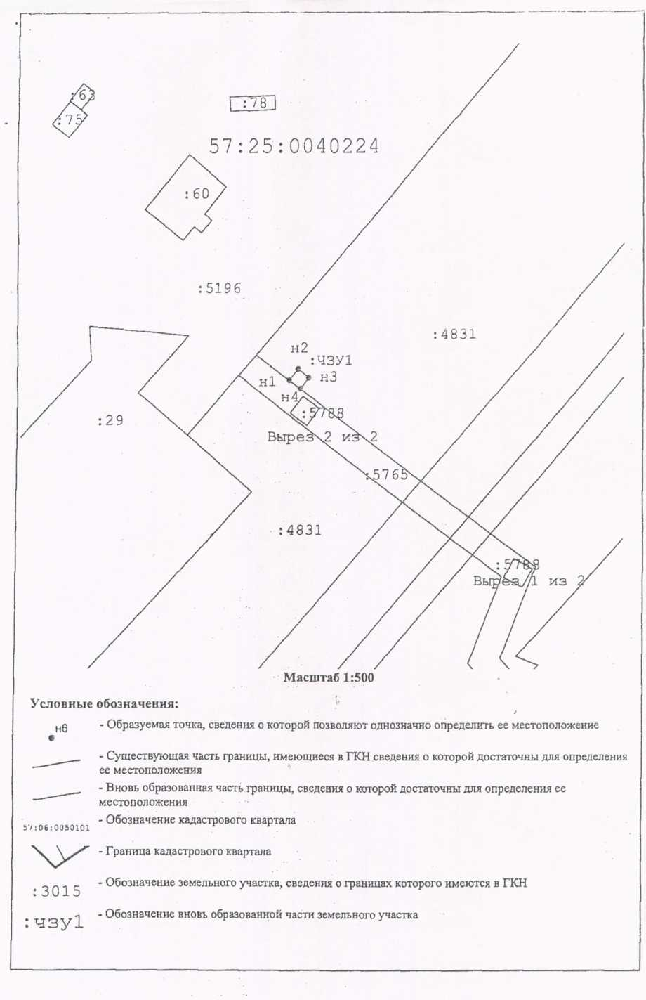 :63
:78
:75
57:25:0040224
:60
:5196
:4831
н2
:ЧЗУ1
н3
н1
н4
:5788
:29
Вырез 2 из 2
:5765
:4831
:5788
Вырез 1 из 2
Масштаб 1:500
Условные обозначения:
н6
- Образуемая точка, сведения о которой позволяют однозначно определить ее местоположение
- Существующая часть границы, имеющиеся в ГКН сведения о которой достаточны для определения
ее местоположения
- Вновь образованная часть границы, сведения о которой достаточны для определения ее
местоположения
57:06:0050101
- Обозначение кадастрового квартала
- Граница кадастрового квартала
:3015
- Обозначение земельного участка, сведения о границах которого имеются в ГКН
:чзу1
- Обозначение вновь образованной части земельного участка